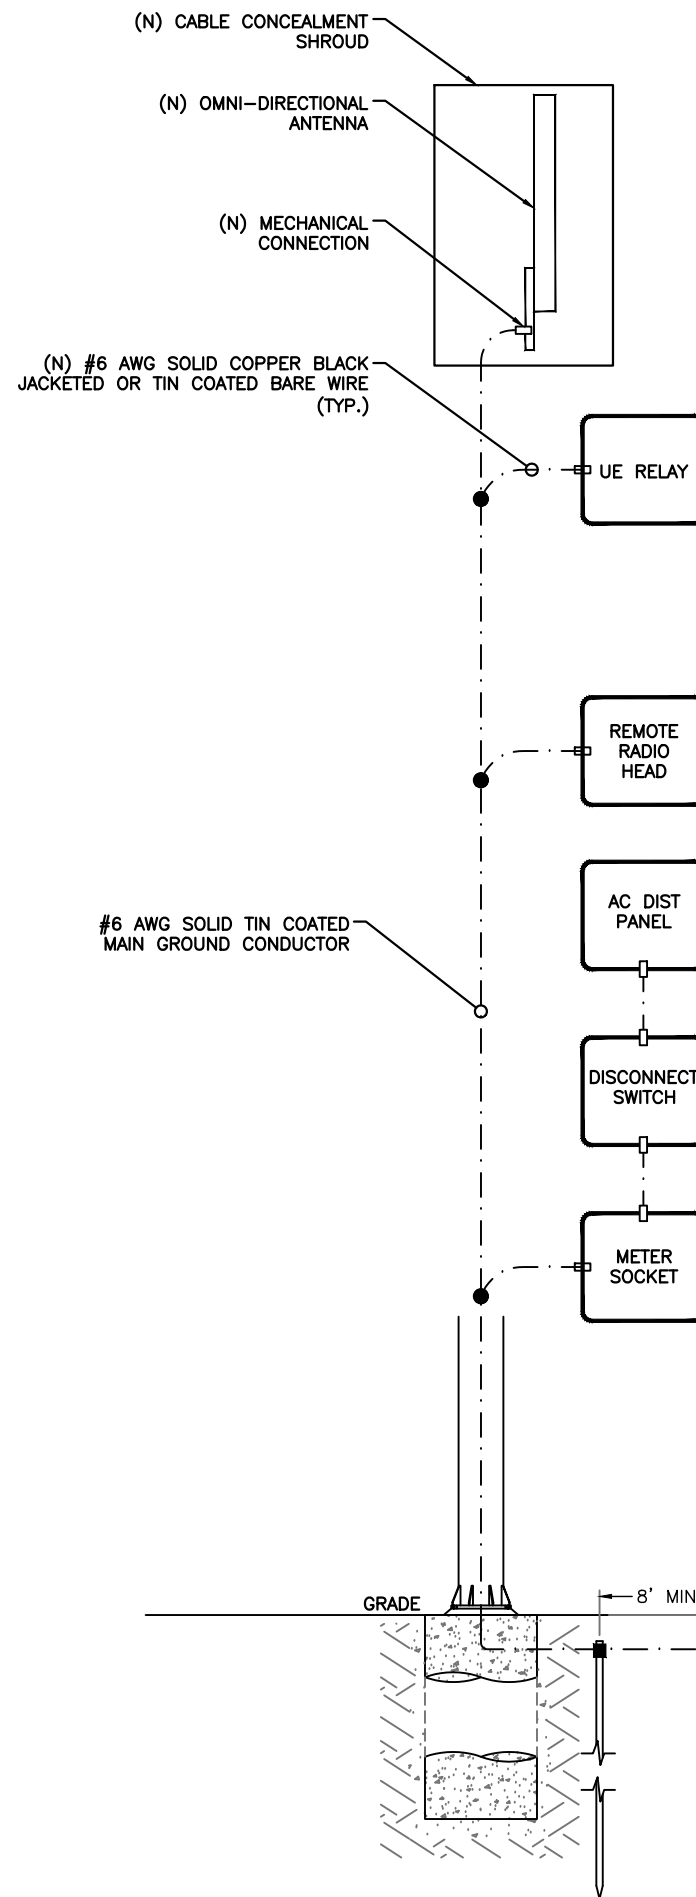 (N) CABLE CONCEALMENT
SHROUD
(N) OMNI-DIRECTIONAL
ANTENNA
(N) MECHANICAL
CONNECTION
(N) #6 AWG SOLID COPPER BLACK
JACKETED OR TIN COATED BARE WIRE
(TYP.)
UE RELAY
REMOTE
RADIO
HEAD
AC DIST
PANEL
#6 AWG SOLID TIN COATED
MAIN GROUND CONDUCTOR
DISCONNECT
SWITCH
METER
SOCKET
GRADE
8' MIN